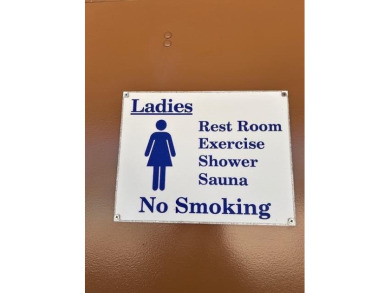 Ladies
Rest Room
Exercise
Shower
Sauna
No Smoking